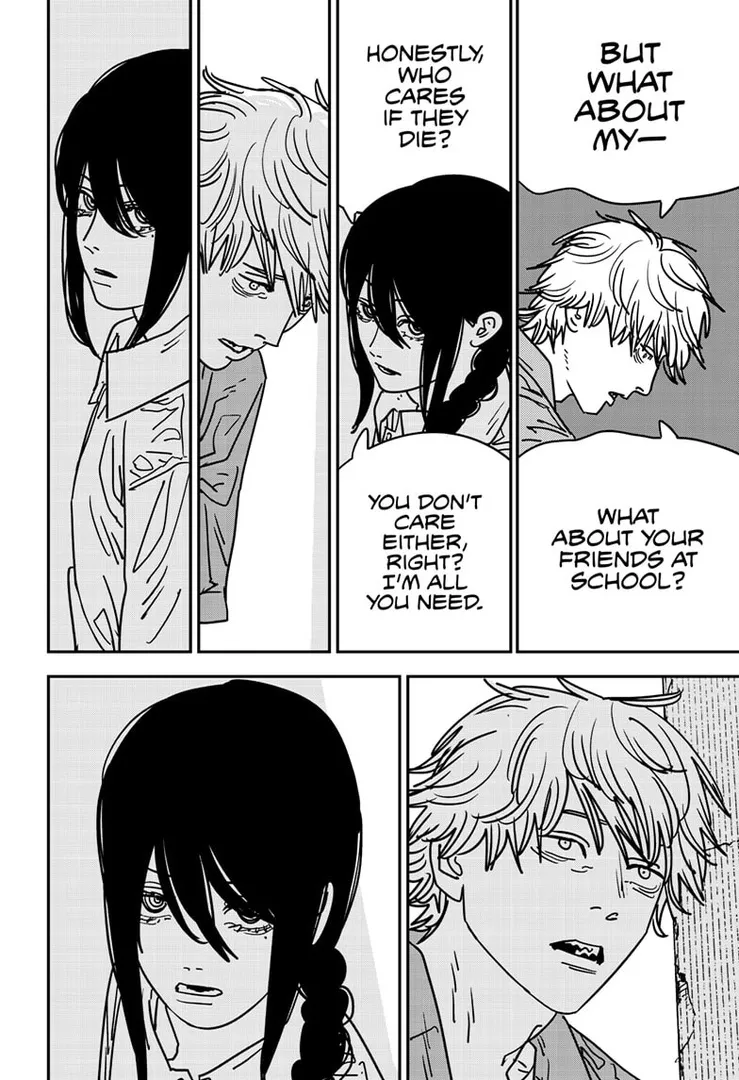 BUT
WHAT
ABOUT
MY—
WHAT
ABOUT YOUR
FRIENDS AT
SCHOOL?
HONESTLY,
WHO
CARES
IF THEY
DIE?
YOU DON'T
CARE
EITHER,
RIGHT?
I'M ALL
YOU NEED.